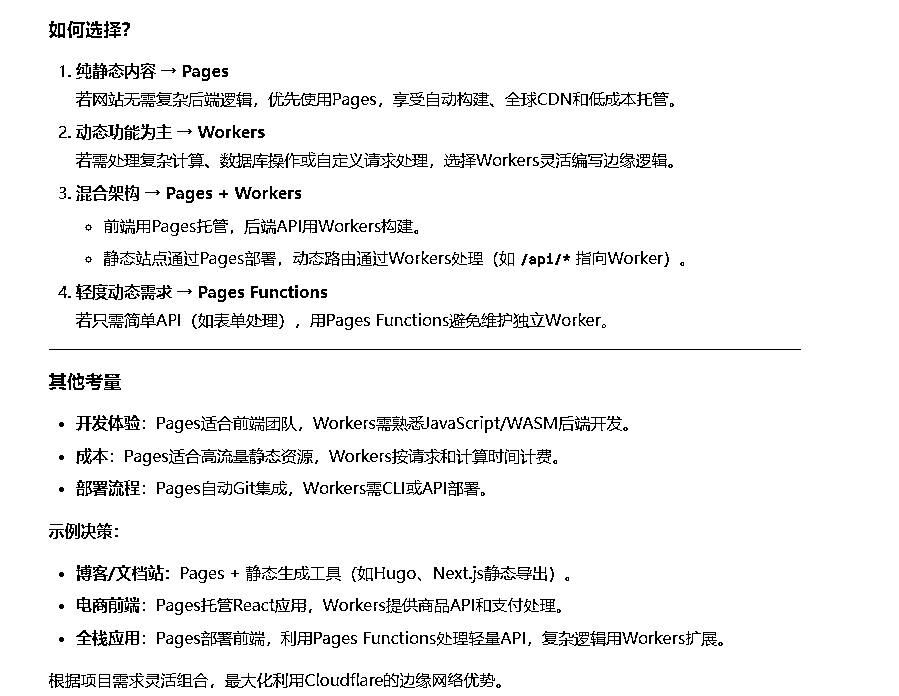 如何选择?
1. 纯静态内容 → Pages
若网站无需复杂后端逻辑，优先使用Pages，享受自动构建、全球CDN和低成本托管。
2. 动态功能为主 → Workers
若需处理复杂计算、数据库操作或自定义请求处理，选择Workers灵活编写边缘逻辑。
3. 混合架构 → Pages + Workers
◦ 前端用Pages托管，后端API用Workers构建。
◦ 静态站点通过Pages部署，动态路由通过Workers处理（如 /api/* 指向Worker）。
4. 轻度动态需求 → Pages Functions
若只需简单API（如表单处理），用Pages Functions避免维护独立Worker。
其他考量
• 开发体验：Pages适合前端团队，Workers需熟悉JavaScript/WASM后端开发。
• 成本：Pages适合高流量静态资源，Workers按请求和计算时间计费。
• 部署流程：Pages自动Git集成，Workers需CLI或API部署。
示例决策：
• 博客/文档站：Pages + 静态生成工具（如Hugo、Next.js静态导出）。
• 电商前端：Pages托管React应用，Workers提供商品API和支付处理。
• 全栈应用：Pages部署前端，利用Pages Functions处理轻量API，复杂逻辑用Workers扩展。
根据项目需求灵活组合，最大化利用Cloudflare的边缘网络优势。